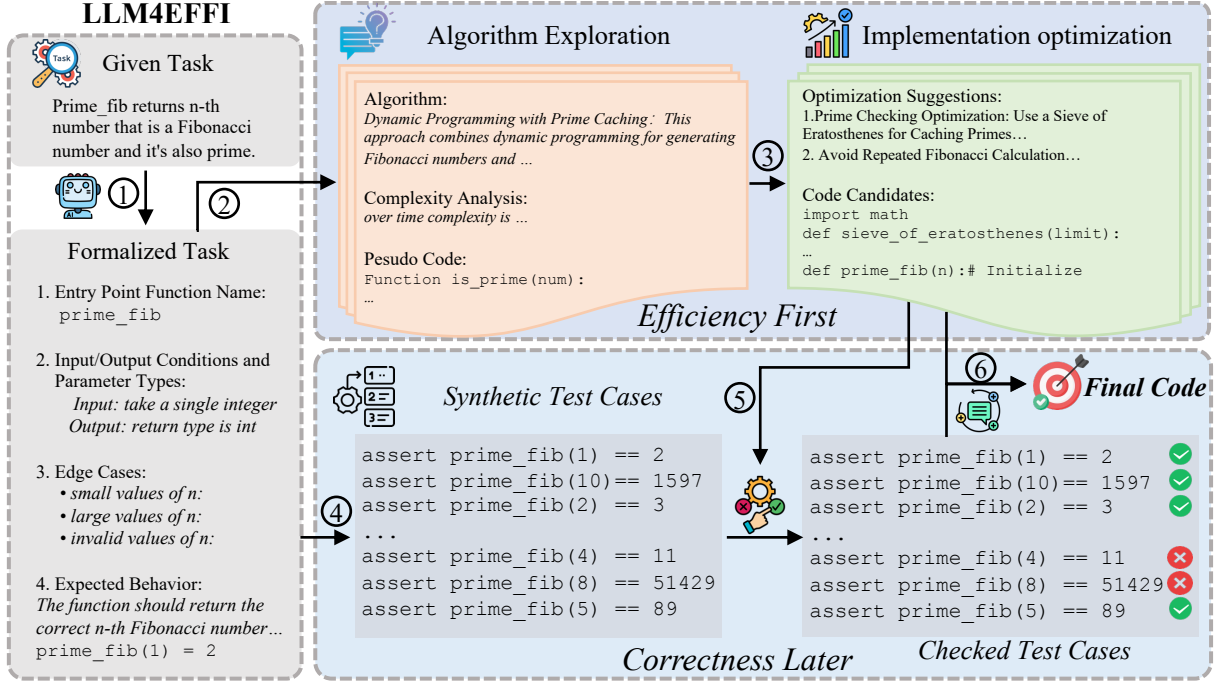 LLM4EFFI
Task
Given Task
Prime_fib returns n-th
number that is a Fibonacci
number and it's also prime.
AI
1
2
Formalized Task
1. Entry Point Function Name:
prime_fib
2. Input/Output Conditions and
Parameter Types:
Input: take a single integer
Output: return type is int
3. Edge Cases:
• small values of n:
• large values of n:
• invalid values of n:
4. Expected Behavior:
The function should return the
correct n-th Fibonacci number…
prime_fib(1) = 2
Algorithm Exploration
Algorithm:
Dynamic Programming with Prime Caching: This
approach combines dynamic programming for generating
Fibonacci numbers and …
Complexity Analysis:
over time complexity is …
Pesudo Code:
Function is_prime(num):
…
3
Implementation optimization
Optimization Suggestions:
1.Prime Checking Optimization: Use a Sieve of
Eratosthenes for Caching Primes…
2. Avoid Repeated Fibonacci Calculation…
Code Candidates:
import math
def sieve_of_eratosthenes(limit):
…
def prime_fib(n):# Initialize
Efficiency First
4
1 ..
2
3
Synthetic Test Cases
assert prime_fib(1) == 2
assert prime_fib(10)== 1597
assert prime_fib(2) == 3
...
assert prime_fib(4) == 11
assert prime_fib(8) == 51429
assert prime_fib(5) == 89
5
6
Final Code
assert prime_fib(1) == 2
assert prime_fib(10)== 1597
assert prime_fib(2) == 3
...
assert prime_fib(4) == 11
assert prime_fib(8) == 51429
assert prime_fib(5) == 89
Checked Test Cases
Correctness Later